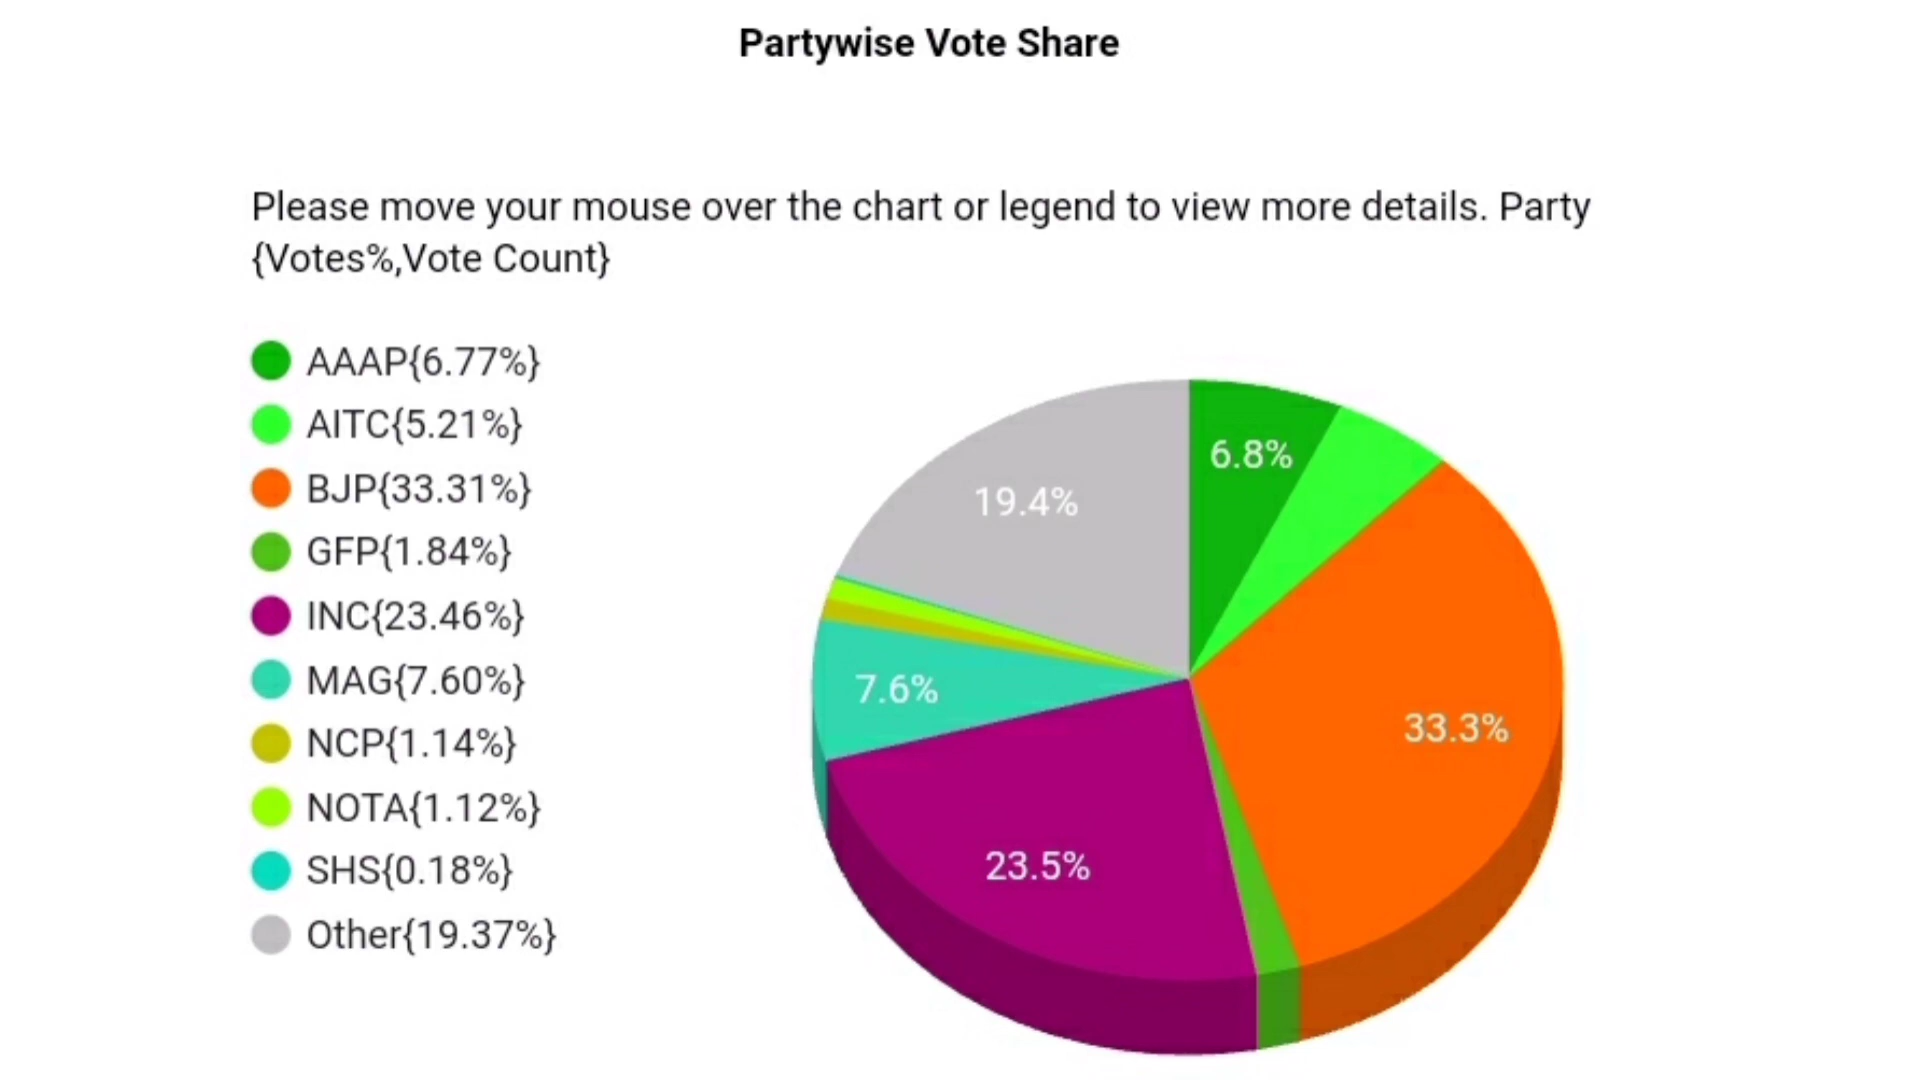 Partywise Vote Share
Please move your mouse over the chart or legend to view more details. Party
{Votes%,Vote Count}
AAAP{6.77%}
AITC{5.21%}
BJP{33.31%}
GFP{1.84%}
INC{23.46%}
MAG{7.60%}
NCP{1.14%}
NOTA{1.12%}
SHS{0.18%}
Other{19.37%}
6.8%
19.4%
7.6%
33.3%
23.5%